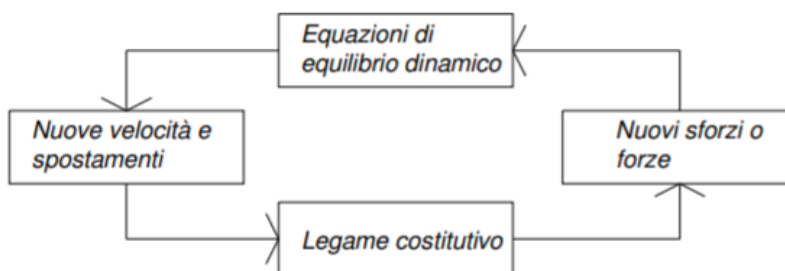 Equazioni di
equilibrio dinamico
Nuove velocità e
spostamenti
Nuovi sforzi o
forze
Legame costitutivo